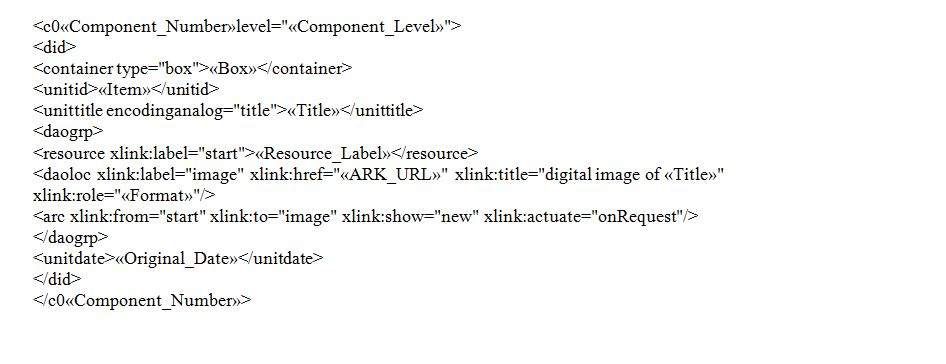 <c0«Component_Number»level="«Component_Level»">
<did>
<container type="box">«Box»</container>
<unitid>«Item»</unitid>
<unittitle encodinganalog="title">«Title»</unittitle>
<daogrp>
<resource xlink:label="start">«Resource_Label»</resource>
<daoloc xlink:label="image" xlink:href="«ARK_URL»" xlink:title="digital image of «Title»"
xlink:role="«Format»"/>
<arc xlink:from="start" xlink:to="image" xlink:show="new" xlink:actuate="onRequest"/>
</daogrp>
<unitdate>«Original_Date»</unitdate>
</did>
</c0«Component_Number»>